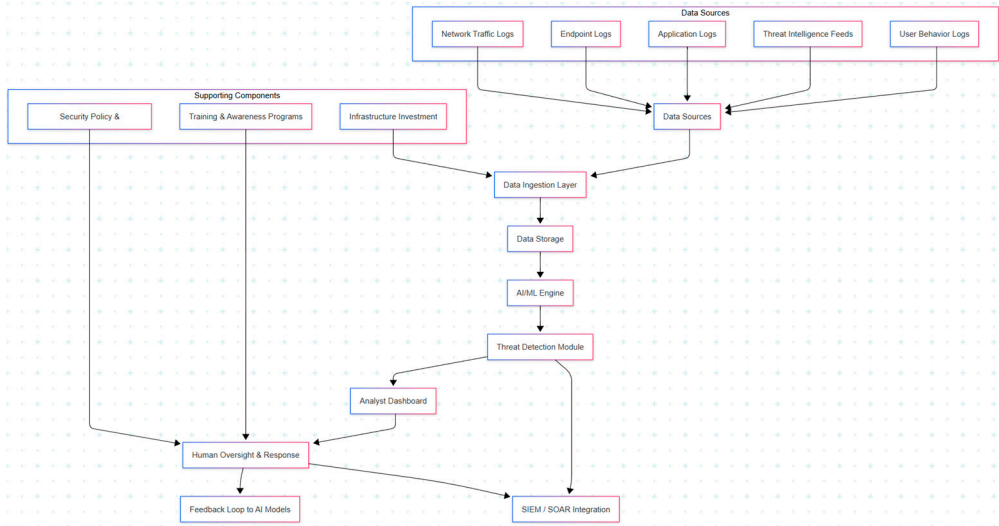 Data Sources
Network Traffic Logs
Endpoint Logs
Application Logs
Threat Intelligence Feeds
User Behavior Logs
Supporting Components
Security Policy &
Training & Awareness Programs
Infrastructure Investment
Data Sources
Data Ingestion Layer
Data Storage
AI/ML Engine
Threat Detection Module
Analyst Dashboard
Human Oversight & Response
Feedback Loop to AI Models
SIEM / SOAR Integration